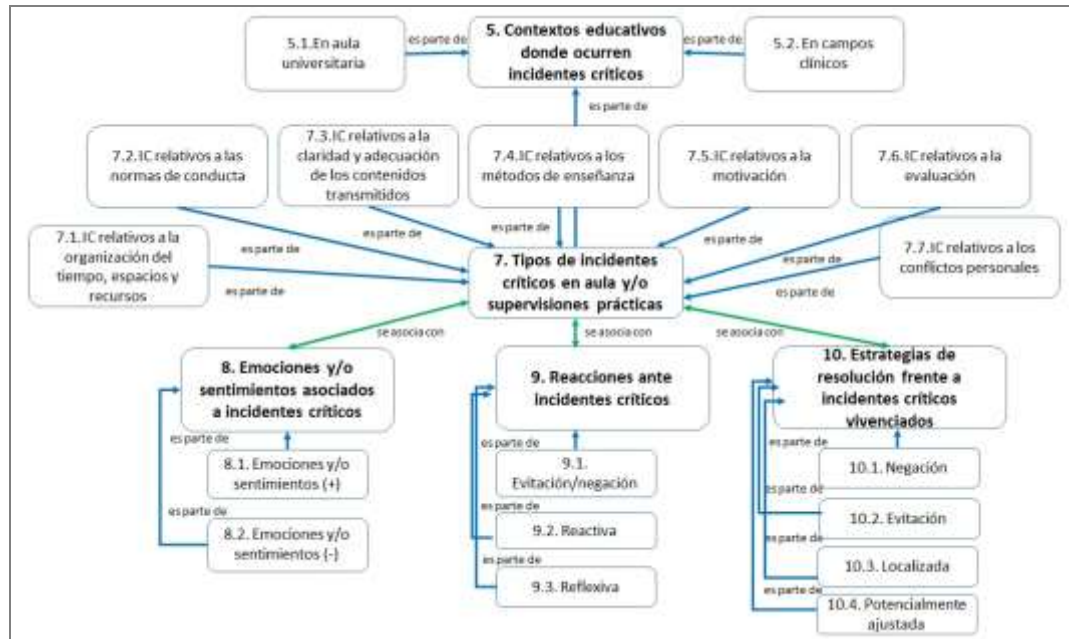 5.1.En aula
universitaria
es parte de
5. Contextos educativos
donde ocurren
incidentes críticos
es parte de
5.2. En campos
clínicos
es parte de
7.2.IC relativos a las
normas de conducta
7.3.IC relativos a la
claridad y adecuación
de los contenidos
transmitidos
7.4.IC relativos a los
métodos de enseñanza
7.5.IC relativos a la
motivación
7.6.IC relativos a la
evaluación
7.1.IC relativos a la
organización del
tiempo, espacios y
recursos
es parte de
es parte de
es parte de
es parte de
es parte de
es parte de
es parte de
7. Tipos de incidentes
críticos en aula y/o
supervisiones prácticas
7.7.IC relativos a los
conflictos personales
se asocia con
se asocia con
se asocia con
8. Emociones y/o
sentimientos asociados
a incidentes críticos
es parte de
8.1. Emociones y/o
sentimientos (+)
es parte de
8.2. Emociones y/o
sentimientos (-)
9. Reacciones ante
incidentes críticos
es parte de
9.1.
Evitación/negación
es parte de
9.2. Reactiva
es parte de
9.3. Reflexiva
10. Estrategias de
resolución frente a
incidentes críticos
vivenciados
es parte de
10.1. Negación
es parte de
10.2. Evitación
es parte de
10.3. Localizada
es parte de
10.4. Potencialmente
ajustada